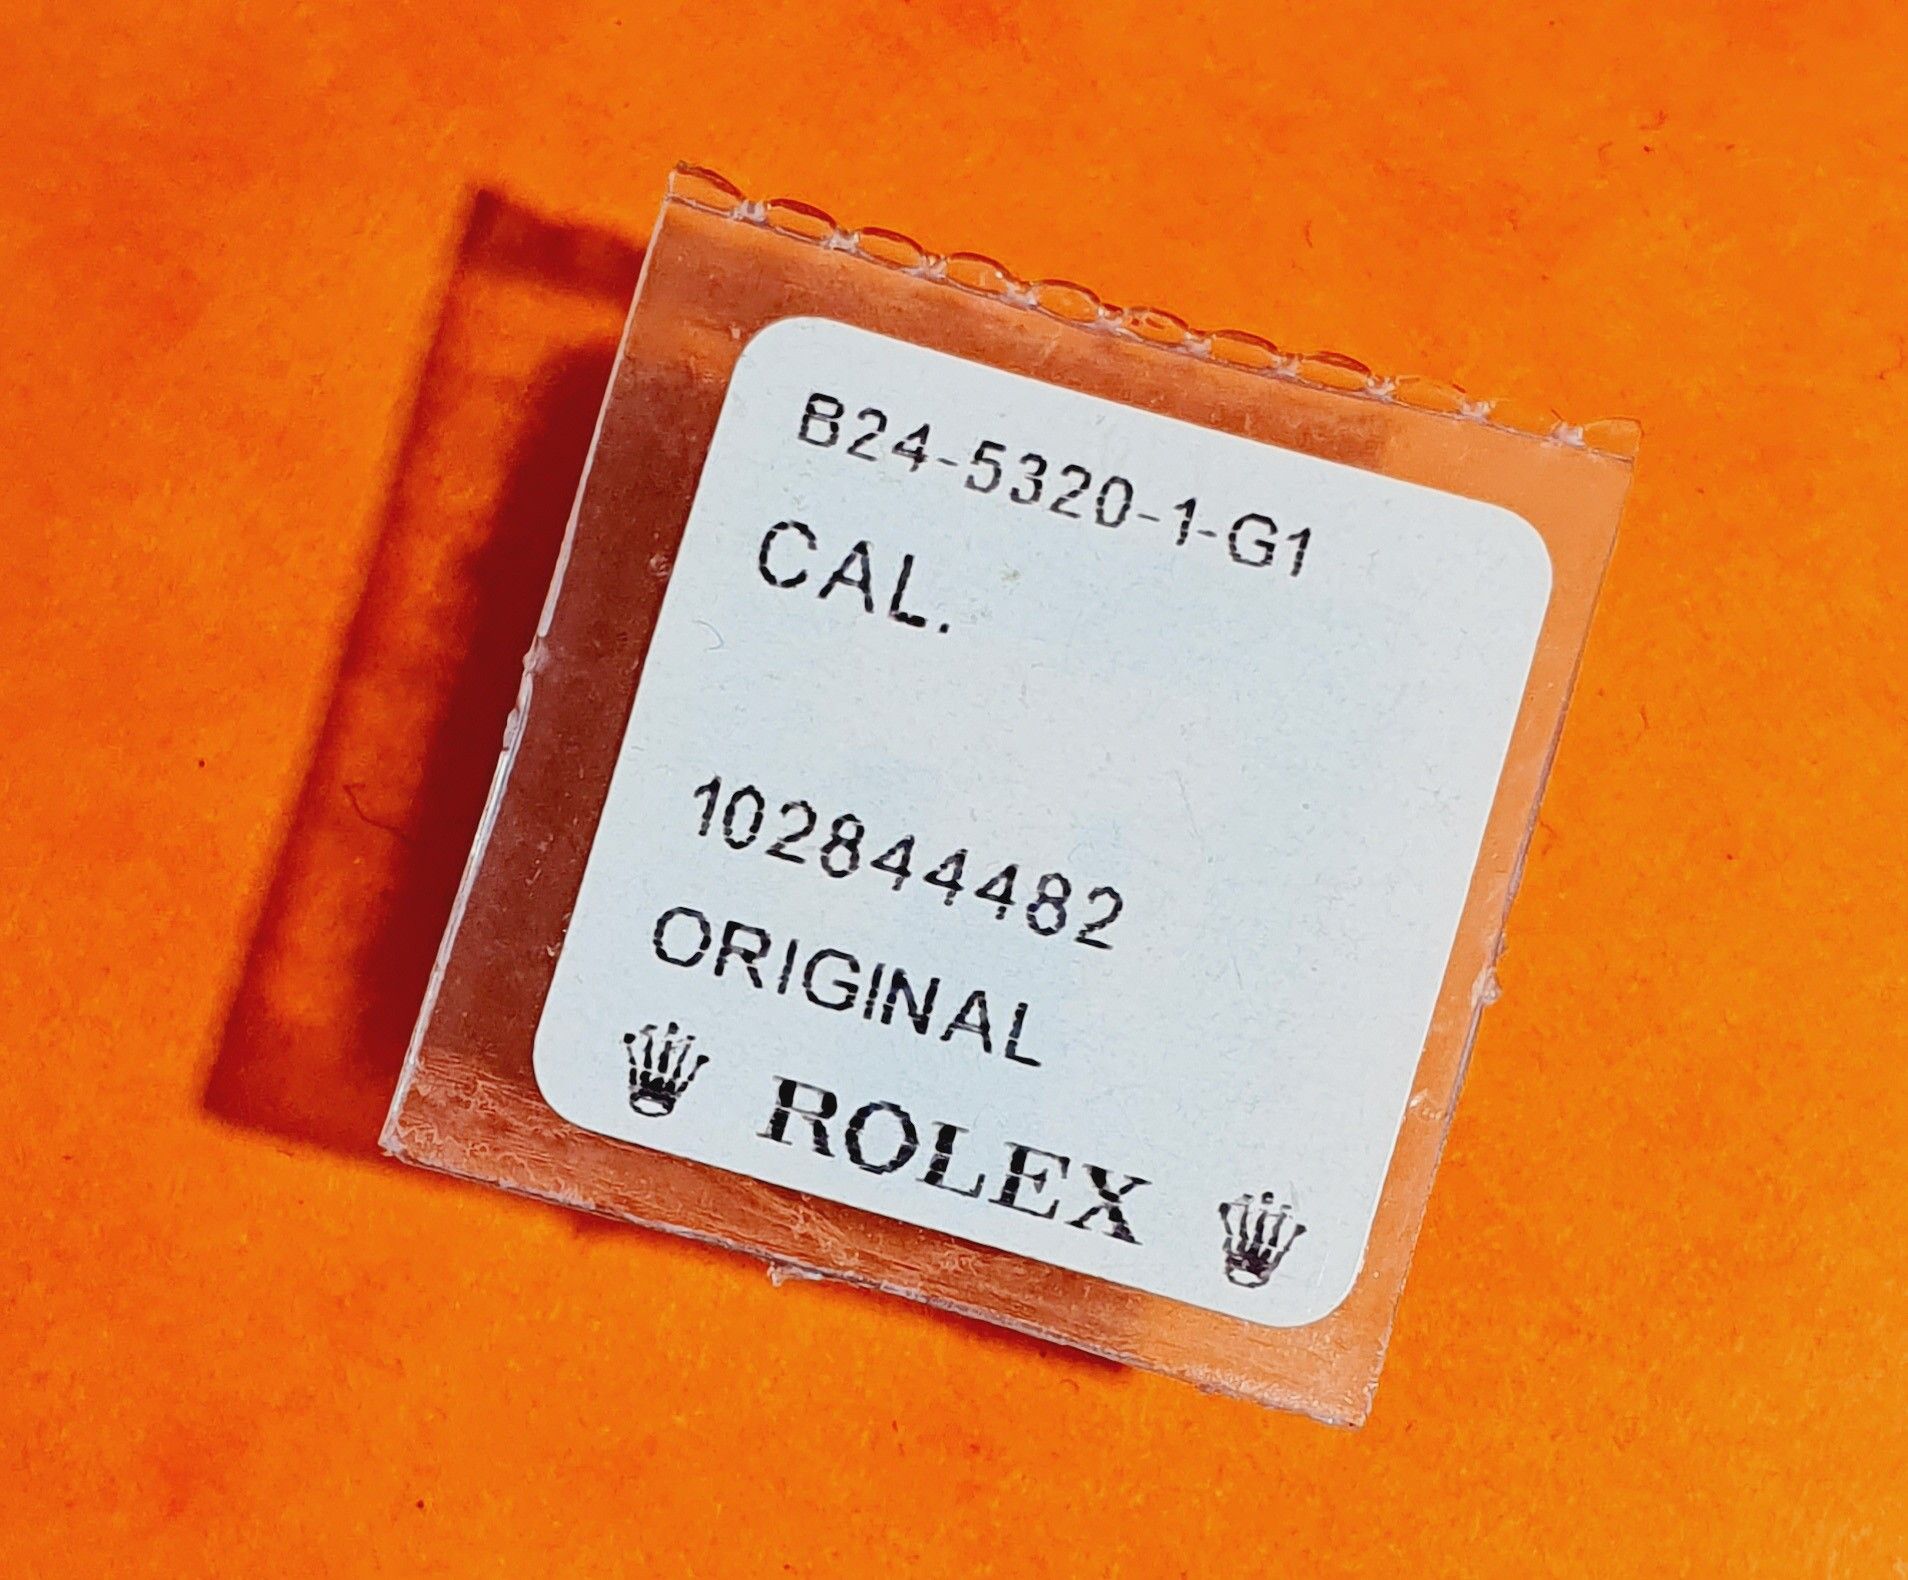 B24-5320-1-G1
CAL.
102844482
ORIGINAL
ROLEX